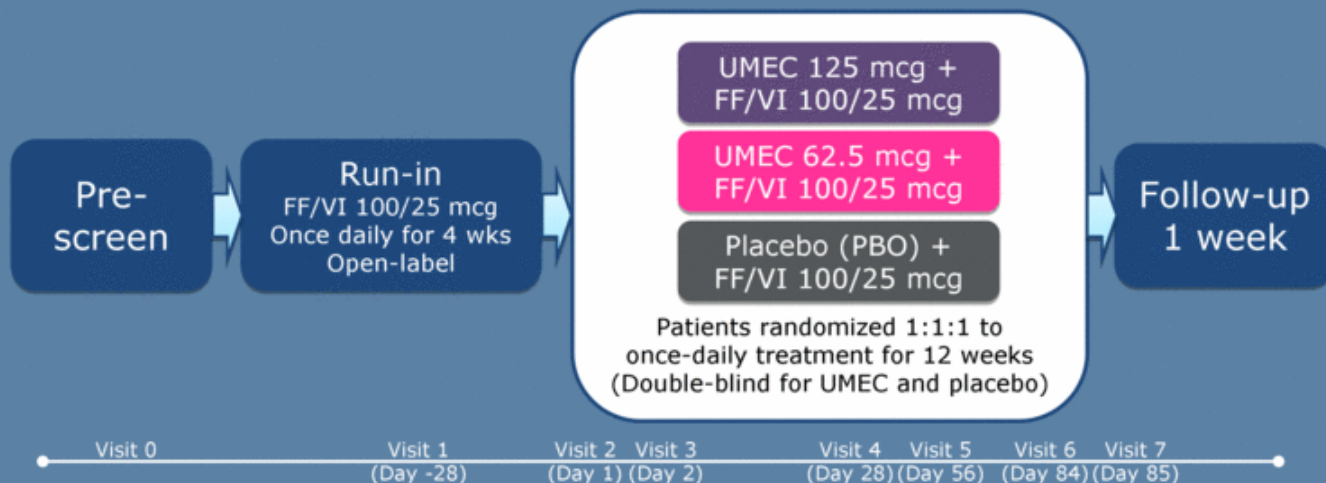 Pre-
screen
Run-in
FF/VI 100/25 mcg
Once daily for 4 wks
Open-label
UMEC 125 mcg +
FF/VI 100/25 mcg
UMEC 62.5 mcg +
FF/VI 100/25 mcg
Placebo (PBO) +
FF/VI 100/25 mcg
Patients randomized 1:1:1 to
once-daily treatment for 12 weeks
(Double-blind for UMEC and placebo)
Follow-up
1 week
Visit 0
Visit 1
(Day -28)
Visit 2
(Day 1)
Visit 3
(Day 2)
Visit 4
(Day 28)
Visit 5
(Day 56)
Visit 6
(Day 84)
Visit 7
(Day 85)